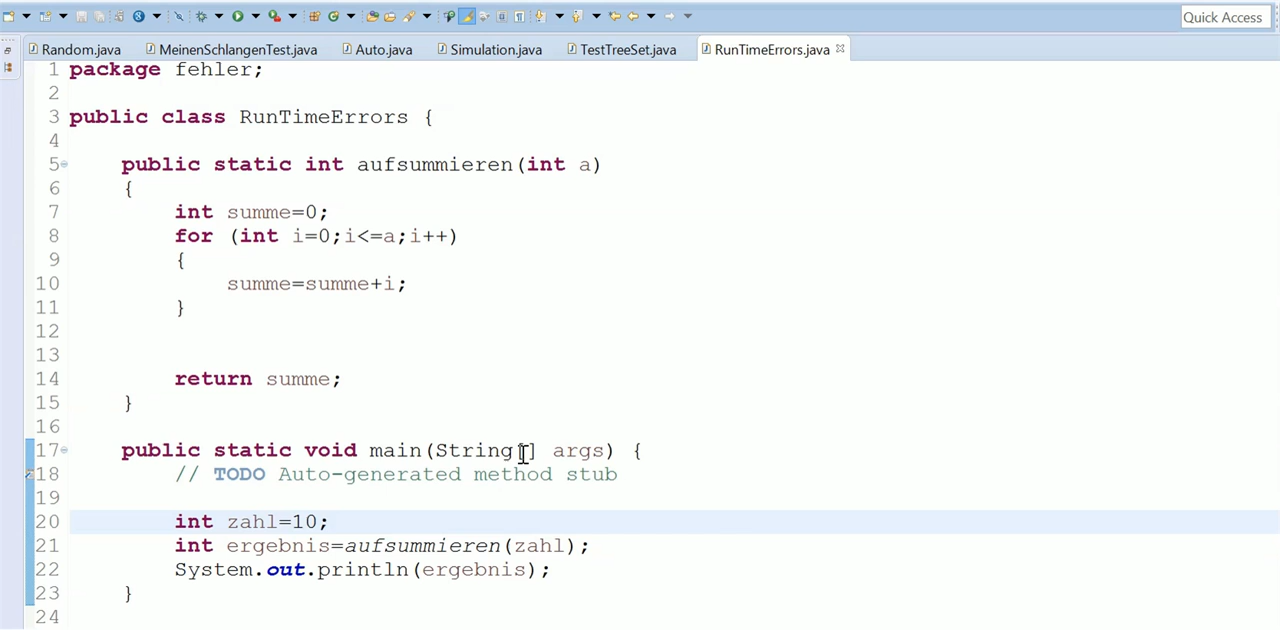 Quick Access
Random.java MeinenSchlangenTest.java Auto.java Simulation.java TestTreeSet.java RunTimeErrors.java
1 package fehler;
2
3 public class RunTimeErrors {
4
5 public static int aufsummieren(int a)
6 {
7 int summe=0;
8 for (int i=0;i<=a;i++)
9 {
10 summe=summe+i;
11 }
12
13
14 return summe;
15 }
16
17 public static void main(String[] args) {
18 // TODO Auto-generated method stub
19
20 int zahl=10;
21 int ergebnis=aufsummieren(zahl);
22 System.out.println(ergebnis);
23 }
24